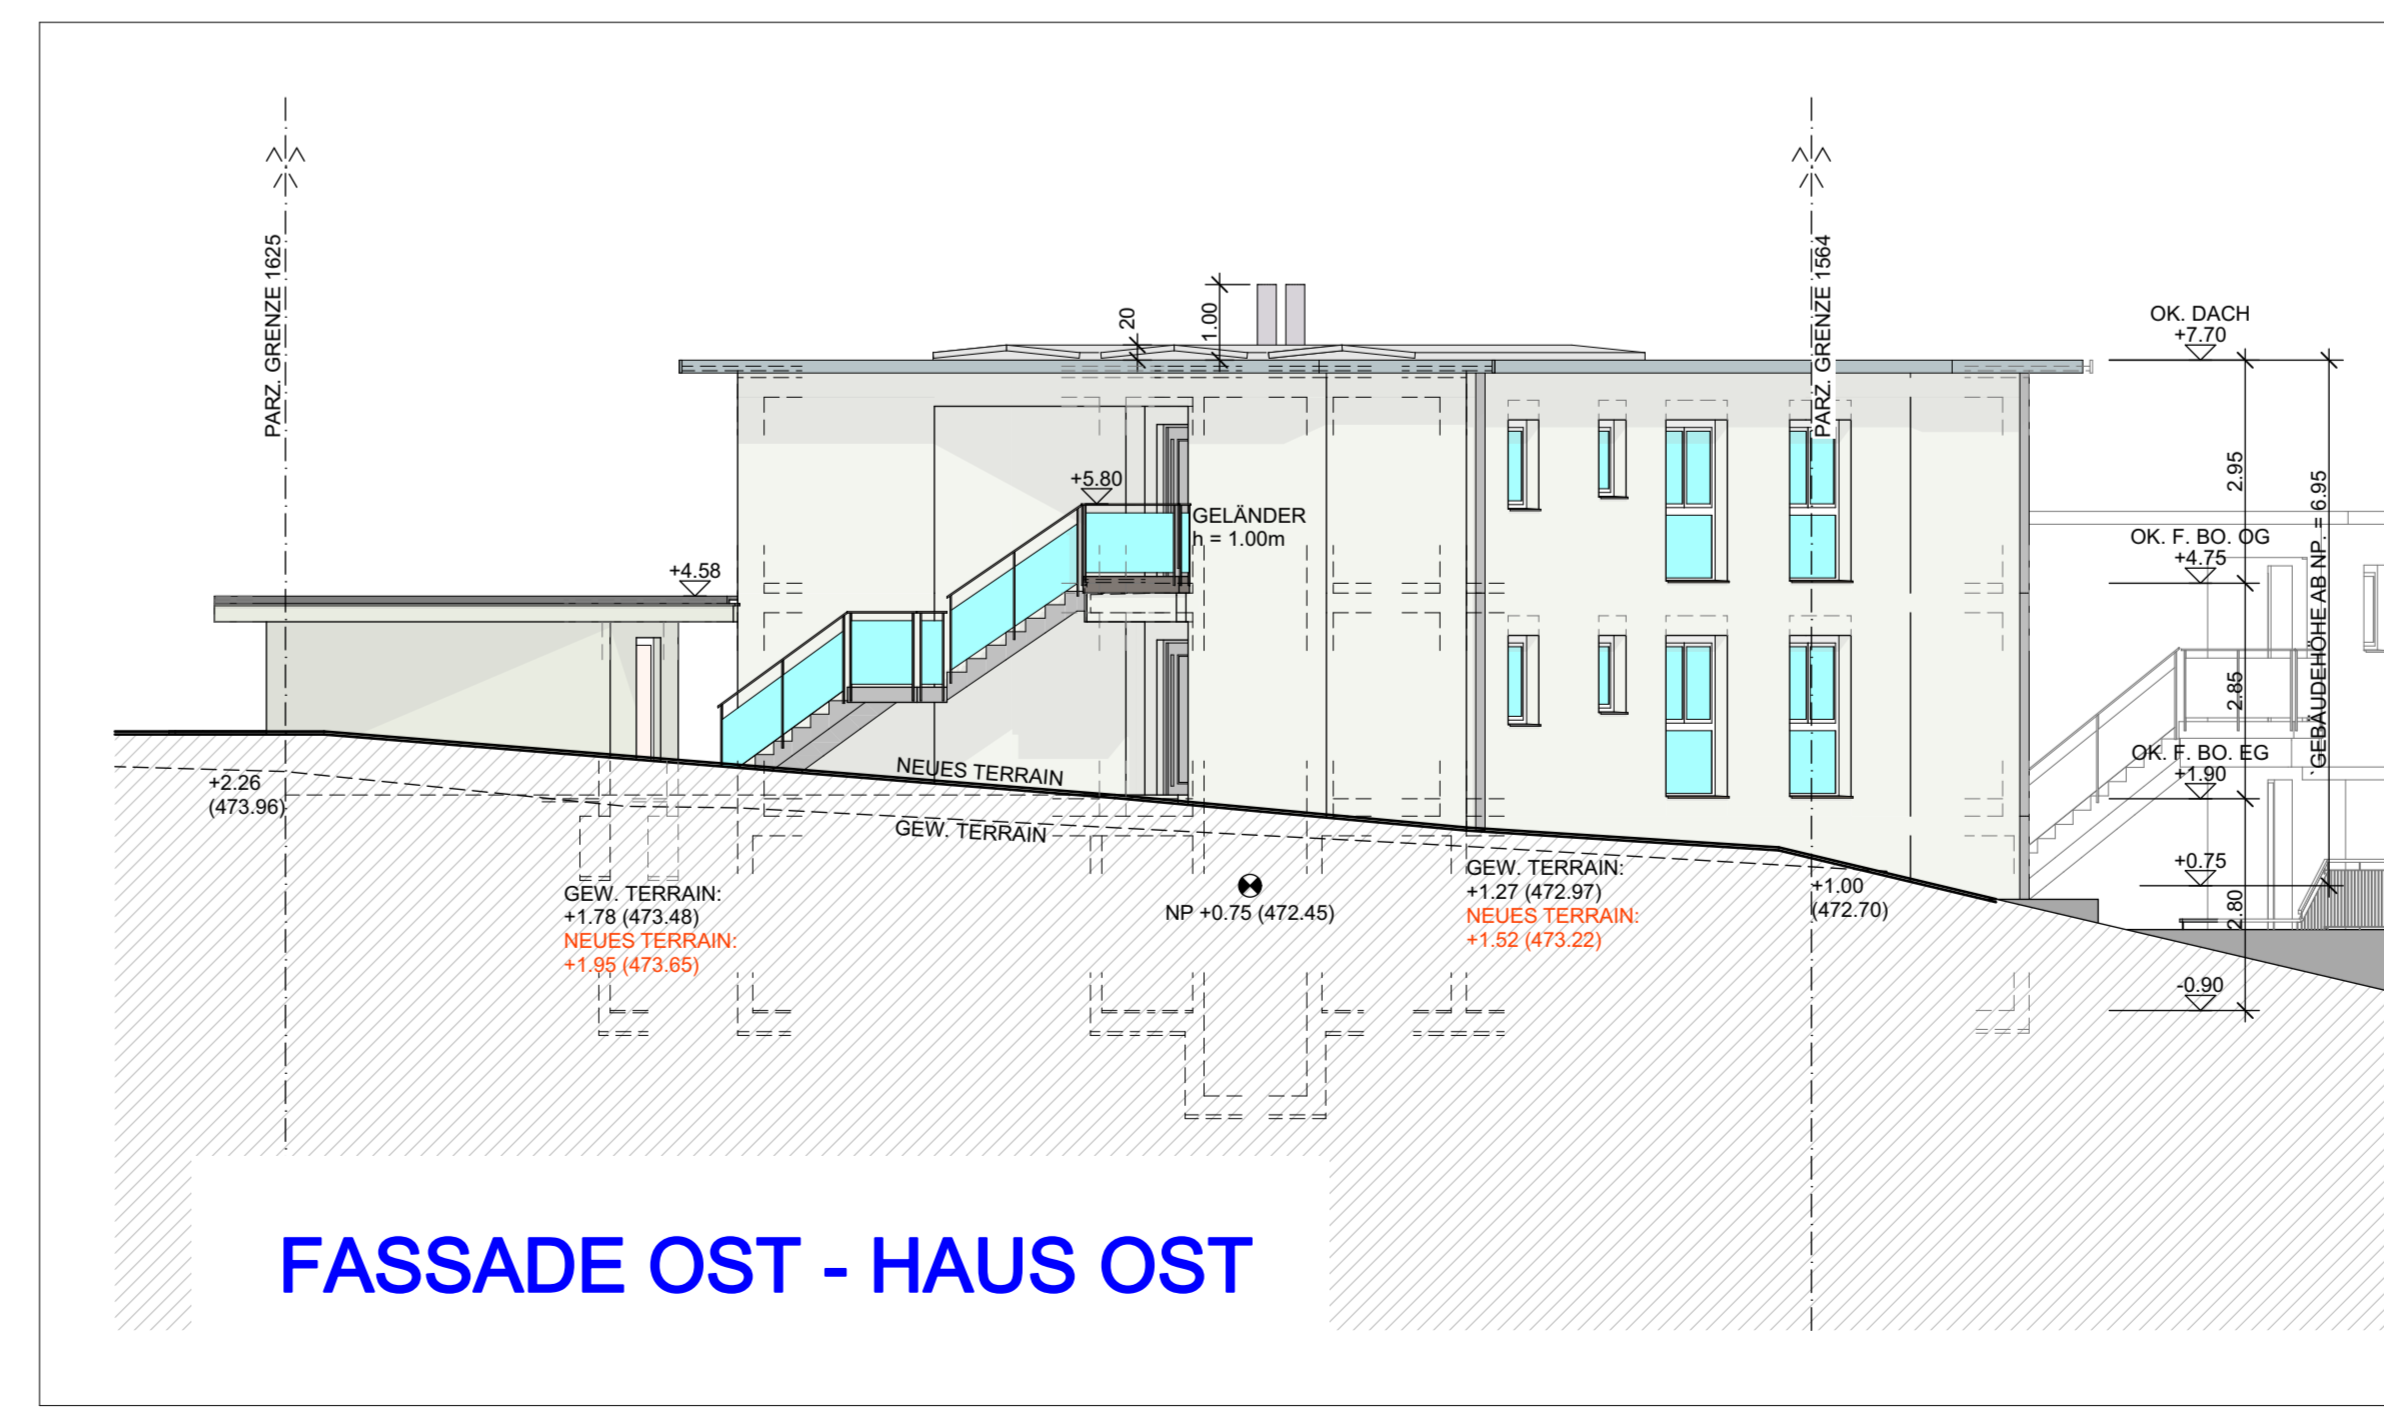 PARZ. GRENZE 1625
PARZ. GRENZE 1564
20
1.00
OK. DACH
+7.70
2.95
GEBÄUDEHÖHE AB NP. = 6.95
+5.80
GELÄNDER
h = 1.00m
OK. F. BO. OG
+4.75
+4.58
2.85
OK. F. BO. EG
+1.90
NEUES TERRAIN
+2.26
(473.96)
GEW. TERRAIN
GEW. TERRAIN:
+1.78 (473.48)
NEUES TERRAIN:
+1.95 (473.65)
NP +0.75 (472.45)
GEW. TERRAIN:
+1.27 (472.97)
NEUES TERRAIN:
+1.52 (473.22)
+1.00
(472.70)
+0.75
2.80
-0.90
FASSADE OST - HAUS OST